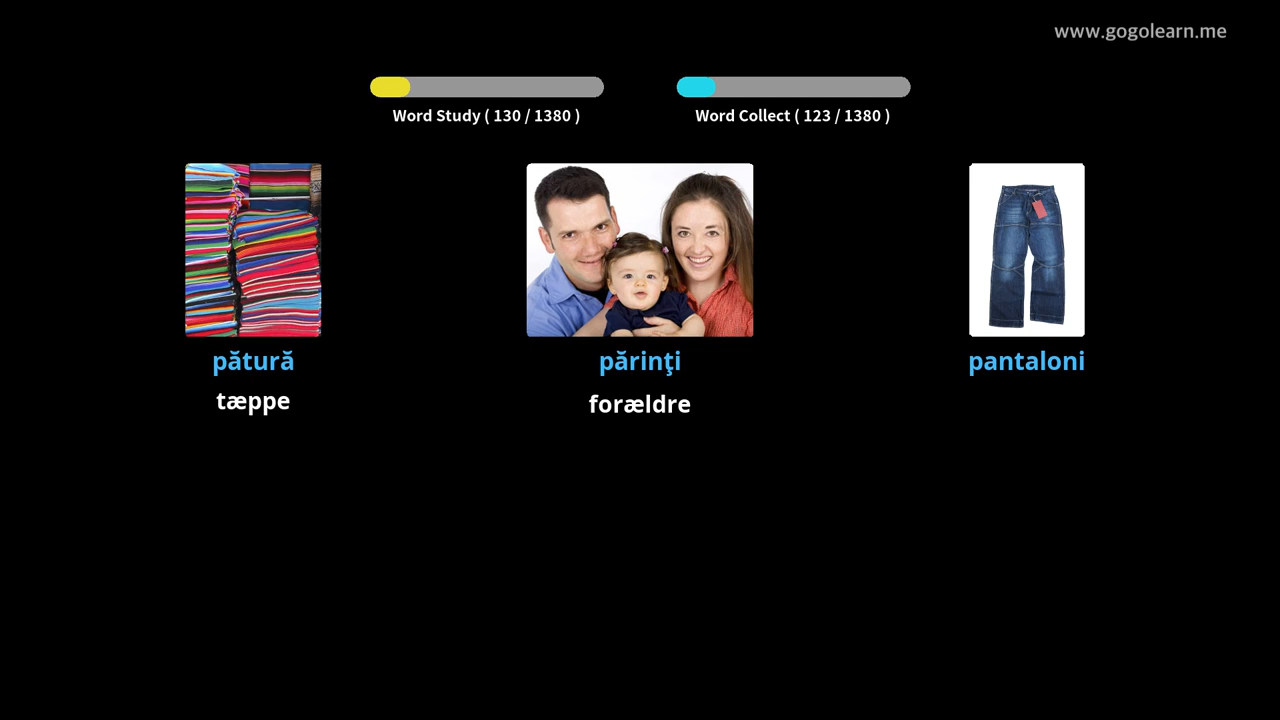 www.gogolearn.me
Word Study ( 130 / 1380 )
Word Collect ( 123 / 1380 )
pătură
părinţi
pantaloni
tæppe
forældre